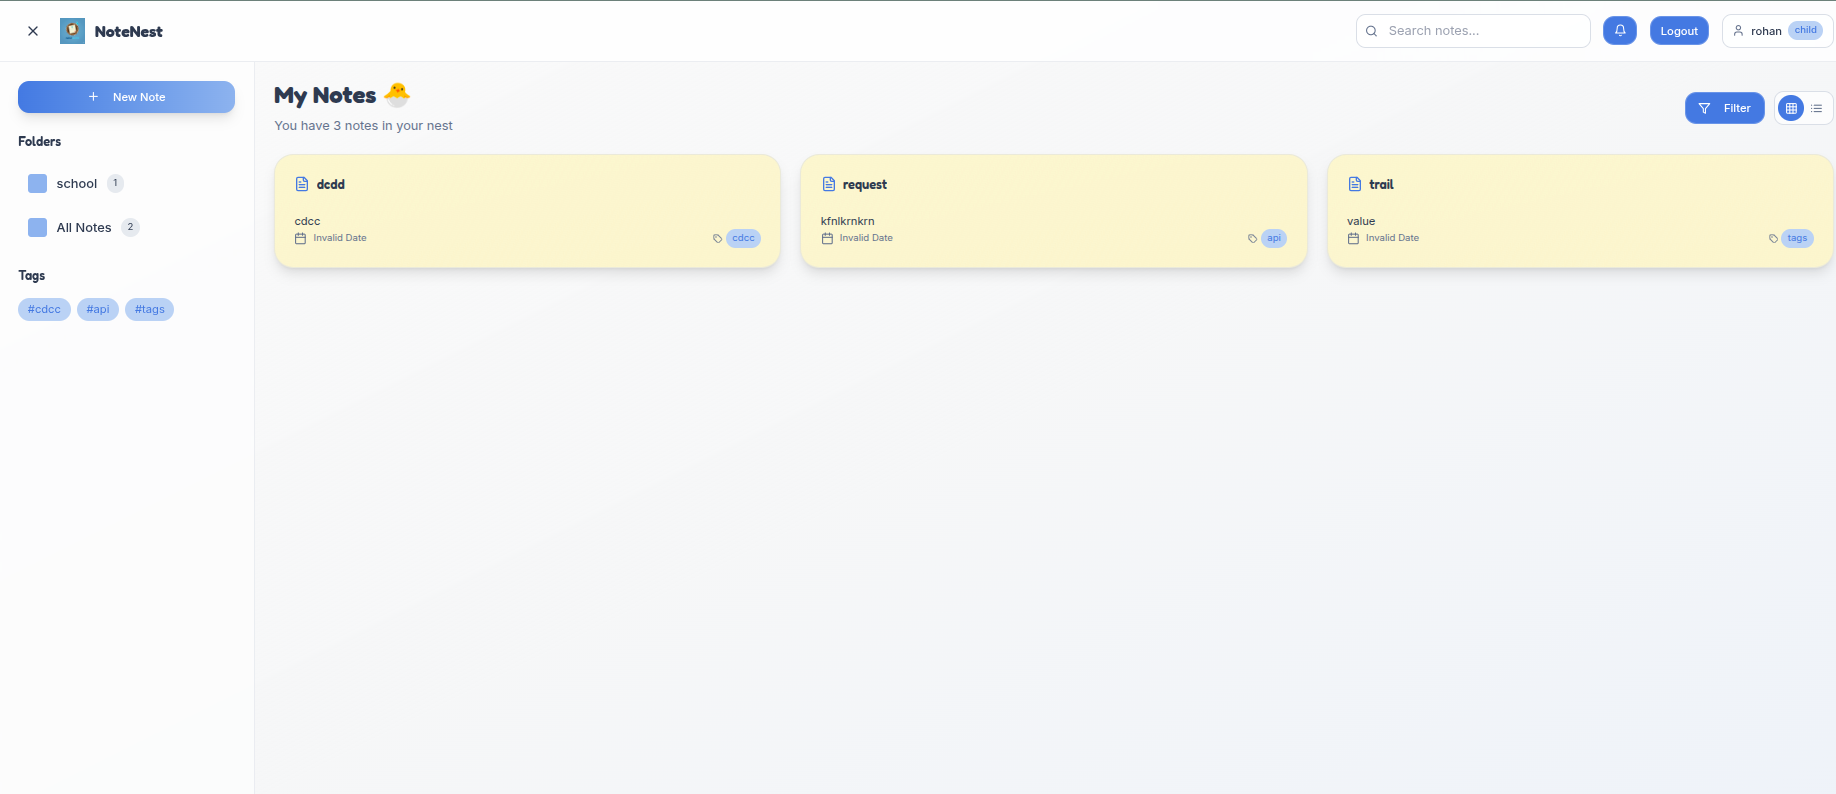 NoteNest
Search notes...
Logout
rohan child
New Note
My Notes 🐣
You have 3 notes in your nest
Filter
Folders
school 1
All Notes 2
Tags
#cdcc #api #tags
dcdd
cdcc
Invalid Date cdcc
request
kfnlkrnkrn
Invalid Date api
trail
value
Invalid Date tags